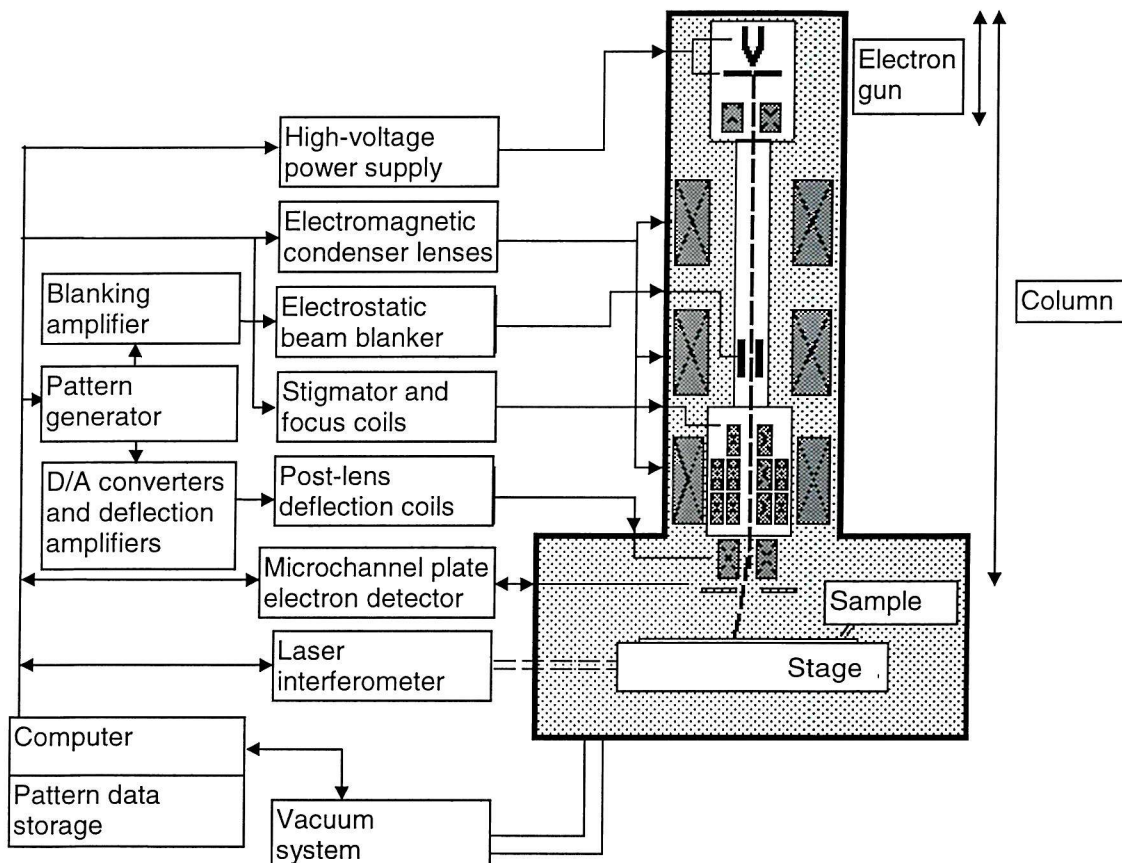 Electron
gun
High-voltage
power supply
Electromagnetic
condenser lenses
Column
Blanking
amplifier
Electrostatic
beam blanker
Pattern
generator
Stigmator and
focus coils
D/A converters
and deflection
amplifiers
Post-lens
deflection coils
Microchannel plate
electron detector
Sample
Laser
interferometer
Stage
Computer
Pattern data
storage
Vacuum
system